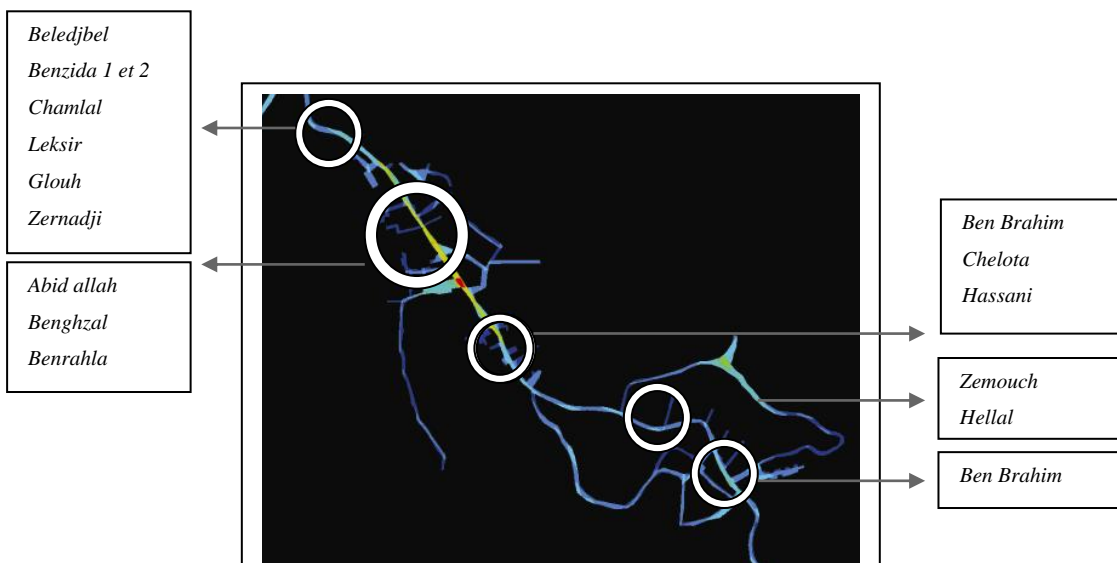 Beledjbel
Benzida 1 et 2
Chamlal
Leksir
Glouh
Zernadji
Abid allah
Benghzal
Benrahla
Ben Brahim
Chelota
Hassani
Zemouch
Hellal
Ben Brahim